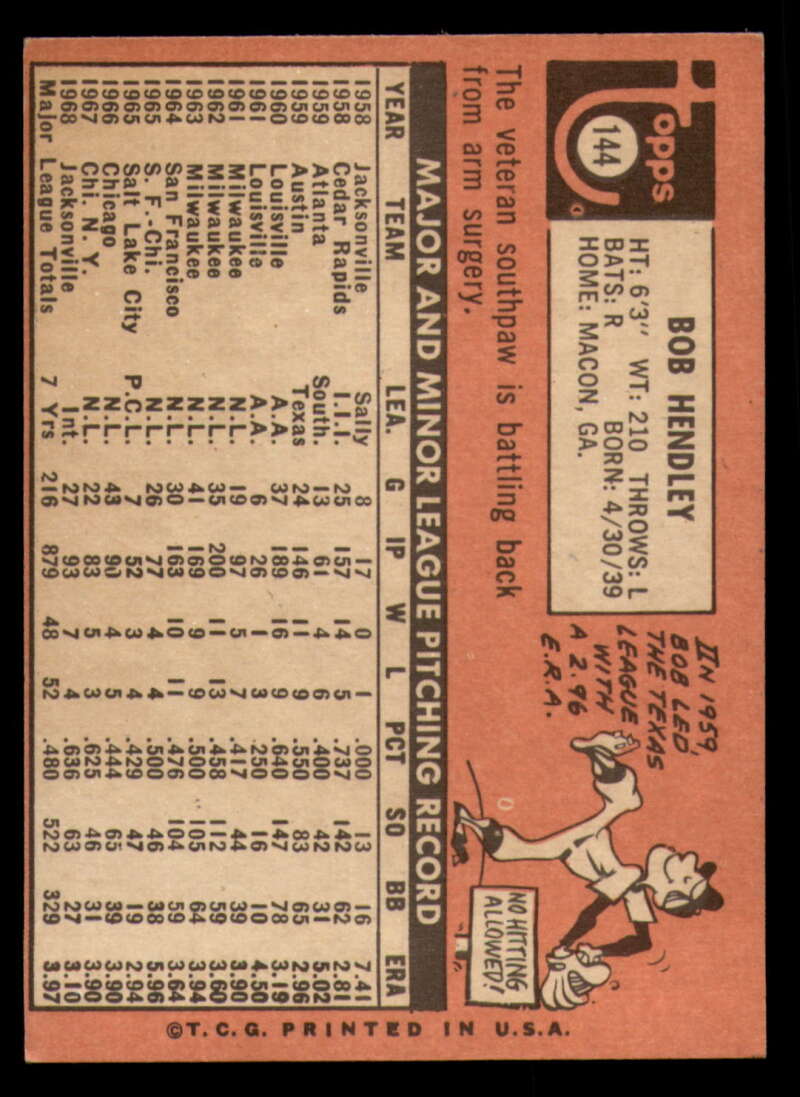 Topps
144
©
BOB HENDLEY
HT: 6'3" WT: 210 THROWS: L
BATS: R BORN: 4/30/39
HOME: MACON, GA.
The veteran southpaw is battling back
from arm surgery.
IN 1959,
BOB LED
THE TEXAS
LEAGUE
WITH
A 2.96
E.R.A.
NO HITTING
ALLOWED!
MAJOR AND MINOR LEAGUE PITCHING RECORD
YEAR TEAM LEA. G IP W L PCT SO BB ERA
1958 Jacksonville Sally 8 17 0 1 .000 13 16 7.41
1958 Cedar Rapids I.I.I. 25 157 14 5 .737 142 62 2.81
1959 Atlanta South. 13 61 4 6 .400 42 31 5.02
1959 Austin Texas 24 146 11 9 .550 83 65 2.96
1960 Louisville A.A. 37 189 16 9 .640 147 78 3.19
1961 Louisville A.A. 6 26 1 3 .250 16 10 4.50
1961 Milwaukee N.L. 19 97 5 7 .417 44 39 3.90
1962 Milwaukee N.L. 35 200 11 13 .458 112 59 3.60
1963 Milwaukee N.L. 41 169 9 9 .500 105 64 3.94
1964 San Francisco N.L. 30 163 10 11 .476 104 59 3.64
1965 S. F.-Chi. N.L. 26 77 4 4 .500 46 38 5.96
1965 Salt Lake City P.C.L. 7 52 3 4 .429 47 19 2.94
1966 Chicago N.L. 43 90 4 5 .444 65 39 3.90
1967 Chi. N. Y. N.L. 22 83 5 3 .625 46 31 3.90
1968 Jacksonville Int. 27 93 7 4 .636 63 27 3.10
Major League Totals 7 Yrs 216 879 48 52 .480 522 329 3.97
©T.C.G. PRINTED IN U.S.A.